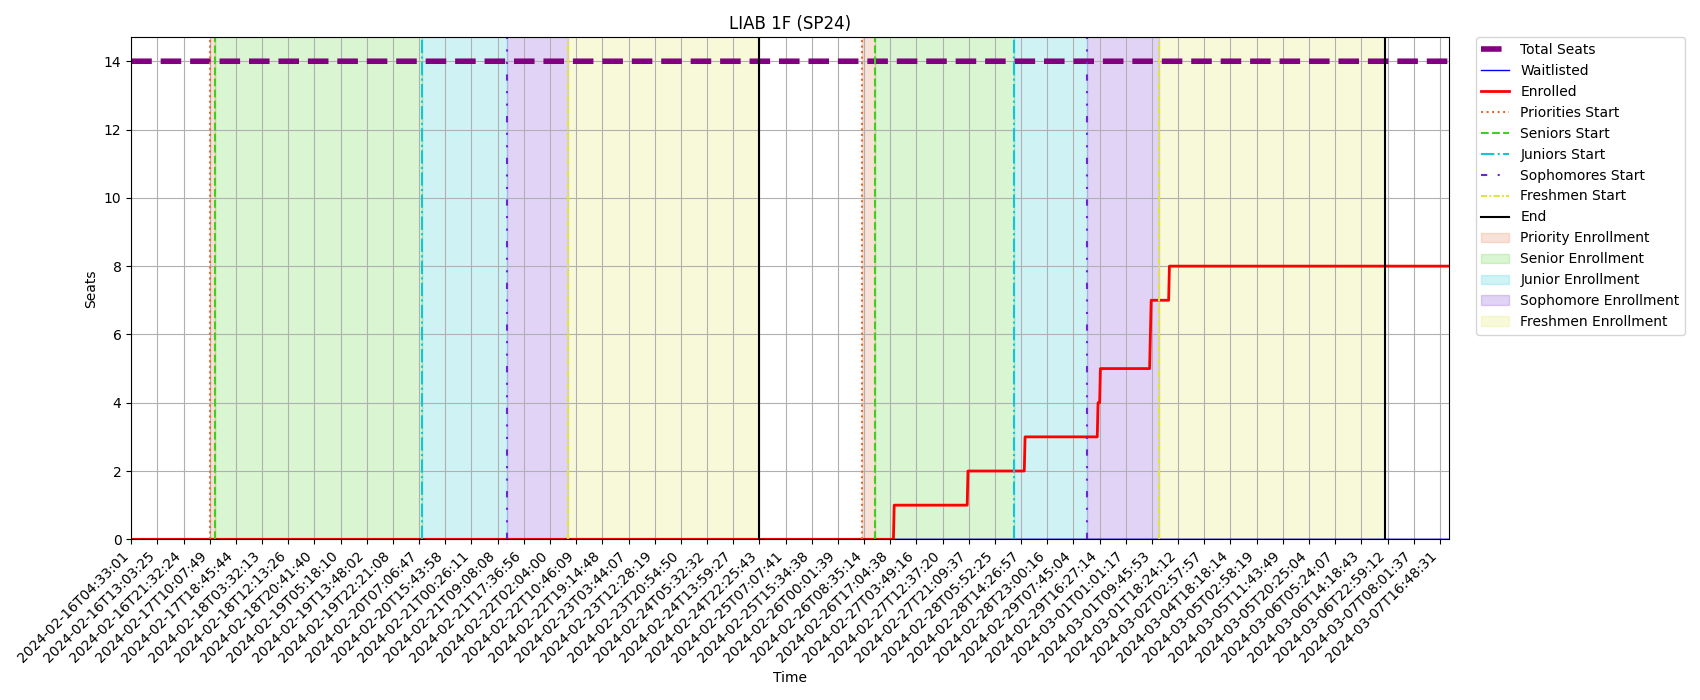 LIAB 1F (SP24)
Seats
14
12
10
8
6
4
2
0
2024-02-16T04:33:01
2024-02-16T13:03:25
2024-02-16T21:32:24
2024-02-17T10:07:49
2024-02-17T18:45:44
2024-02-18T03:32:13
2024-02-18T12:13:26
2024-02-18T20:41:40
2024-02-19T05:18:10
2024-02-19T13:48:02
2024-02-19T22:21:08
2024-02-20T07:06:47
2024-02-20T15:43:58
2024-02-21T00:26:11
2024-02-21T09:08:08
2024-02-21T17:36:56
2024-02-22T02:04:00
2024-02-22T10:46:09
2024-02-22T19:14:48
2024-02-23T03:44:07
2024-02-23T12:28:19
2024-02-23T20:54:50
2024-02-24T05:32:32
2024-02-24T13:59:27
2024-02-24T22:25:43
2024-02-25T07:07:41
2024-02-25T15:34:38
2024-02-26T00:01:39
2024-02-26T08:35:14
2024-02-26T17:04:38
2024-02-27T03:49:16
2024-02-27T12:37:20
2024-02-27T21:09:37
2024-02-28T05:52:25
2024-02-28T14:26:57
2024-02-28T23:00:16
2024-02-29T07:45:04
2024-02-29T16:27:14
2024-03-01T01:01:17
2024-03-01T09:45:53
2024-03-01T18:24:12
2024-03-02T02:57:57
2024-03-04T18:18:14
2024-03-05T02:58:19
2024-03-05T11:43:49
2024-03-05T20:25:04
2024-03-06T05:24:07
2024-03-06T14:18:43
2024-03-06T22:59:12
2024-03-07T08:01:37
2024-03-07T16:48:31
Time
Total Seats
Waitlisted
Enrolled
Priorities Start
Seniors Start
Juniors Start
Sophomores Start
Freshmen Start
End
Priority Enrollment
Senior Enrollment
Junior Enrollment
Sophomore Enrollment
Freshmen Enrollment